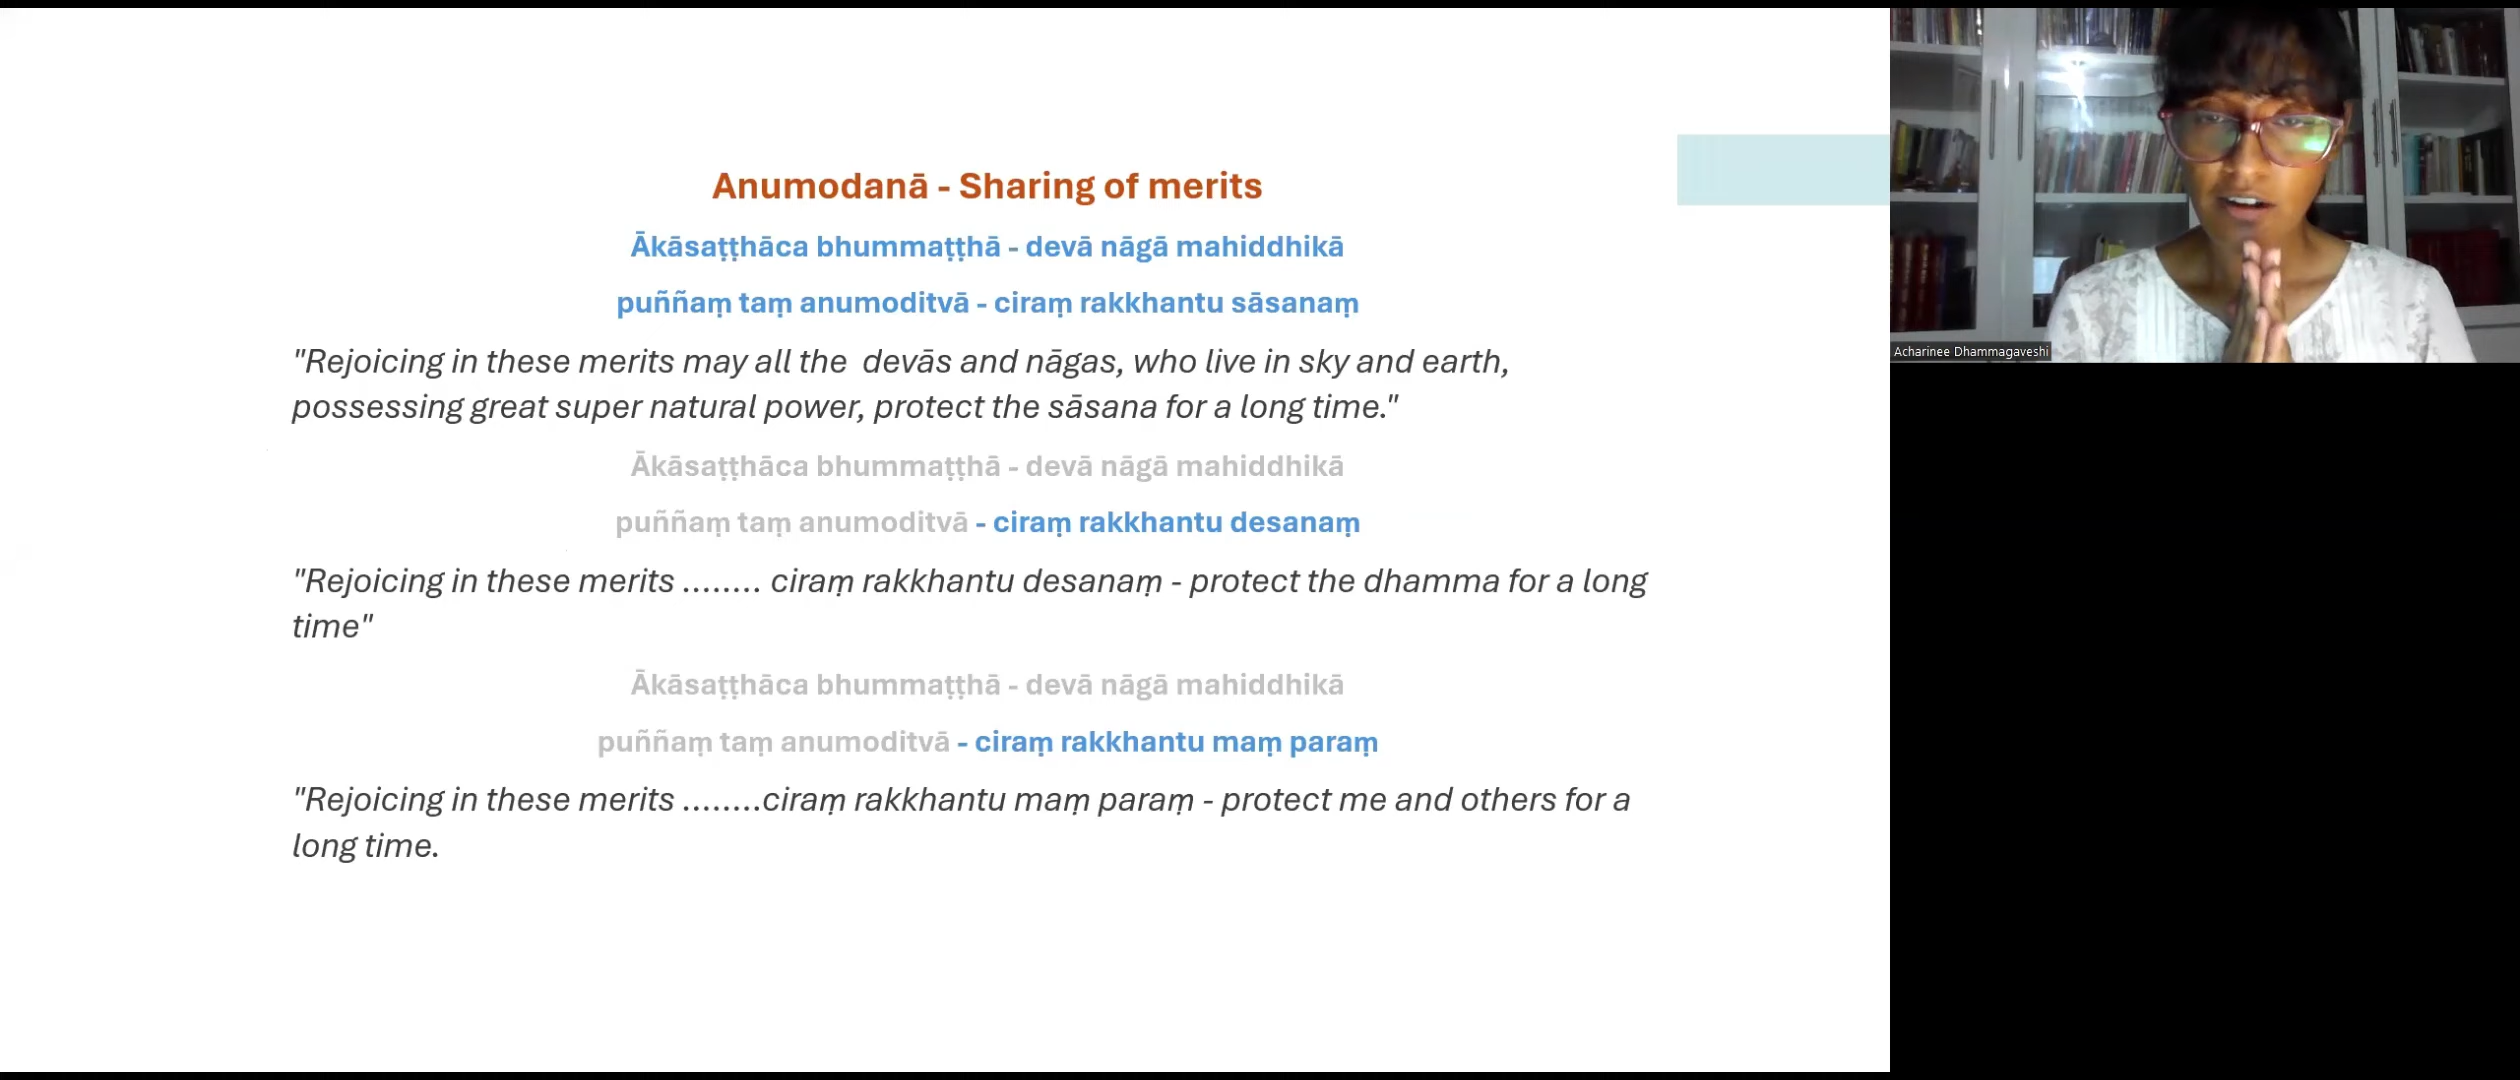 Anumodanā - Sharing of merits
Ākāsaṭṭhāca bhummaṭṭhā - devā nāgā mahiddhikā
puññaṃ taṃ anumoditvā - ciraṃ rakkhantu sāsanaṃ
"Rejoicing in these merits may all the  devās and nāgas, who live in sky and earth,
possessing great super natural power, protect the sāsana for a long time."
Ākāsaṭṭhāca bhummaṭṭhā - devā nāgā mahiddhikā
puññaṃ taṃ anumoditvā - ciraṃ rakkhantu desanaṃ
"Rejoicing in these merits ........ ciraṃ rakkhantu desanaṃ - protect the dhamma for a long
time"
Ākāsaṭṭhāca bhummaṭṭhā - devā nāgā mahiddhikā
puññaṃ taṃ anumoditvā - ciraṃ rakkhantu maṃ paraṃ
"Rejoicing in these merits ........ciraṃ rakkhantu maṃ paraṃ - protect me and others for a
long time.
Acharinee Dhammagaveshi